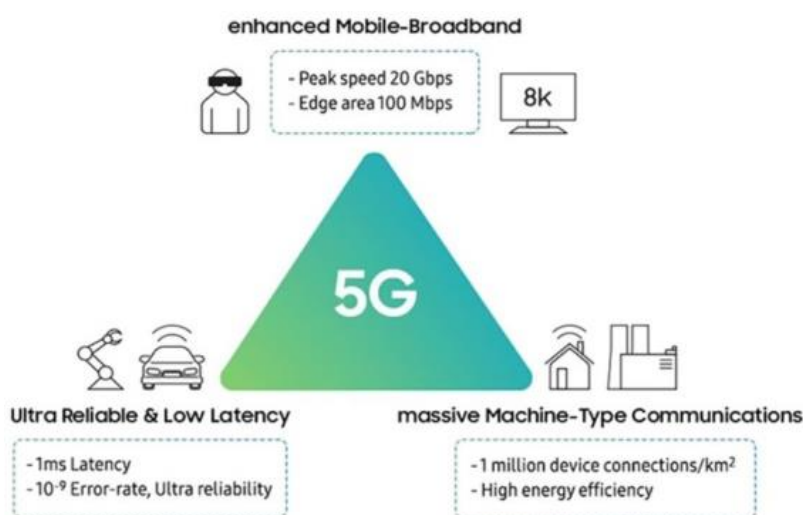 enhanced Mobile-Broadband
- Peak speed 20 Gbps
- Edge area 100 Mbps
8k
5G
Ultra Reliable & Low Latency
- 1ms Latency
- 10⁻⁹ Error-rate, Ultra reliability
massive Machine-Type Communications
- 1 million device connections/km²
- High energy efficiency